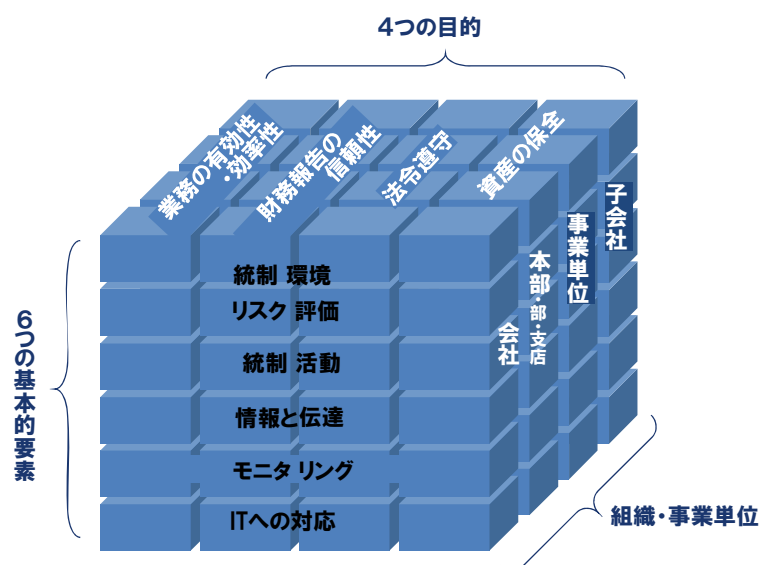 4つの目的
業務の有効性
・効率性
財務報告の
信頼性
法令遵守
資産の保全
子会社
事業単位
本部・部・支店
会社
6つの基本的要素
統制 環境
リスク 評価
統制 活動
情報と伝達
モニタ リング
ITへの対応
組織・事業単位